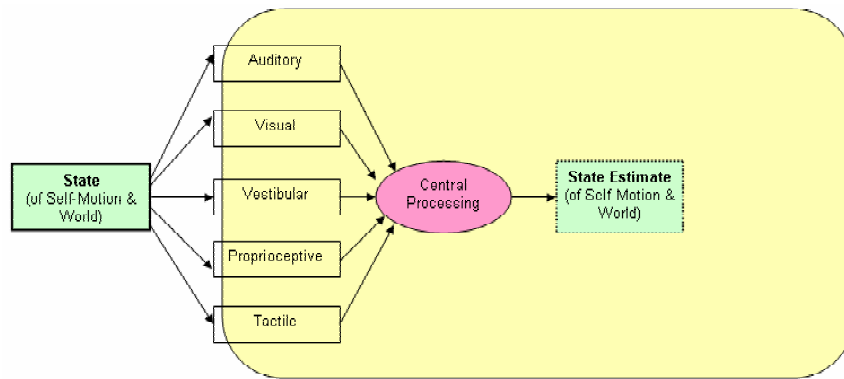 Auditory
Visual
State
(of Self-Motion &
World)
Vestibular
Central
Processing
State Estimate
(of Self Motion &
World)
Proprioceptive
Tactile